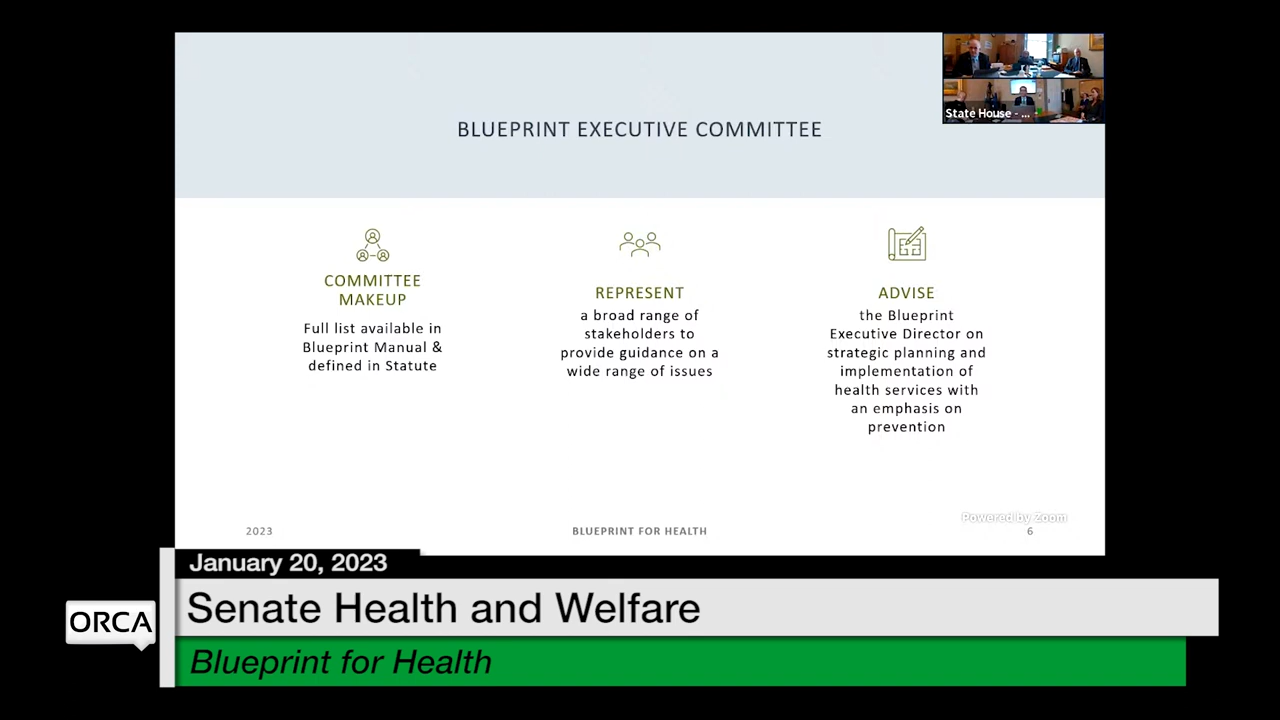 BLUEPRINT EXECUTIVE COMMITTEE
State House - ...
COMMITTEE
MAKEUP
Full list available in
Blueprint Manual &
defined in Statute
REPRESENT
a broad range of
stakeholders to
provide guidance on a
wide range of issues
ADVISE
the Blueprint
Executive Director on
strategic planning and
implementation of
health services with
an emphasis on
prevention
Powered by Zoom
2023
BLUEPRINT FOR HEALTH
6
January 20, 2023
ORCA
Senate Health and Welfare
Blueprint for Health